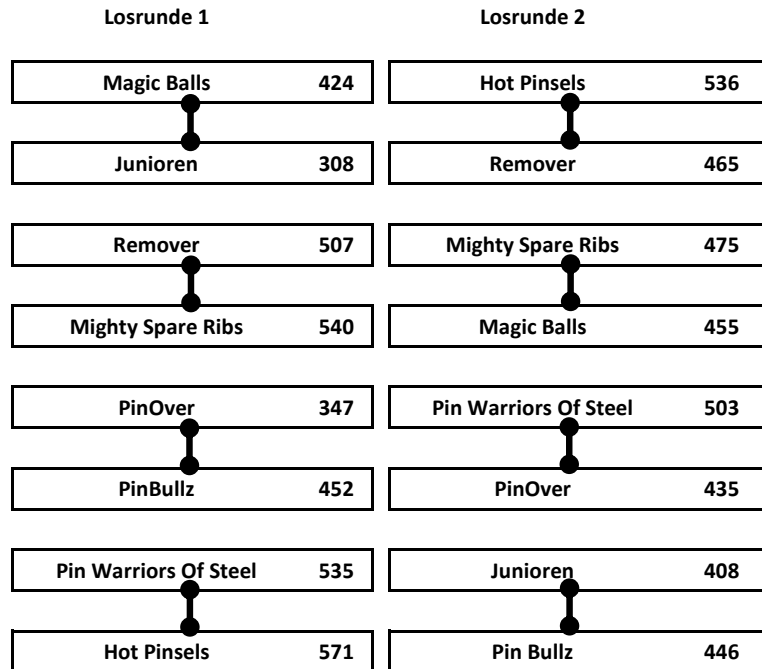 Losrunde 1 Losrunde 2
Magic Balls 424 Hot Pinsels 536
Junioren 308 Remover 465
Remover 507 Mighty Spare Ribs 475
Mighty Spare Ribs 540 Magic Balls 455
PinOver 347 Pin Warriors Of Steel 503
PinBullz 452 PinOver 435
Pin Warriors Of Steel 535 Junioren 408
Hot Pinsels 571 Pin Bullz 446